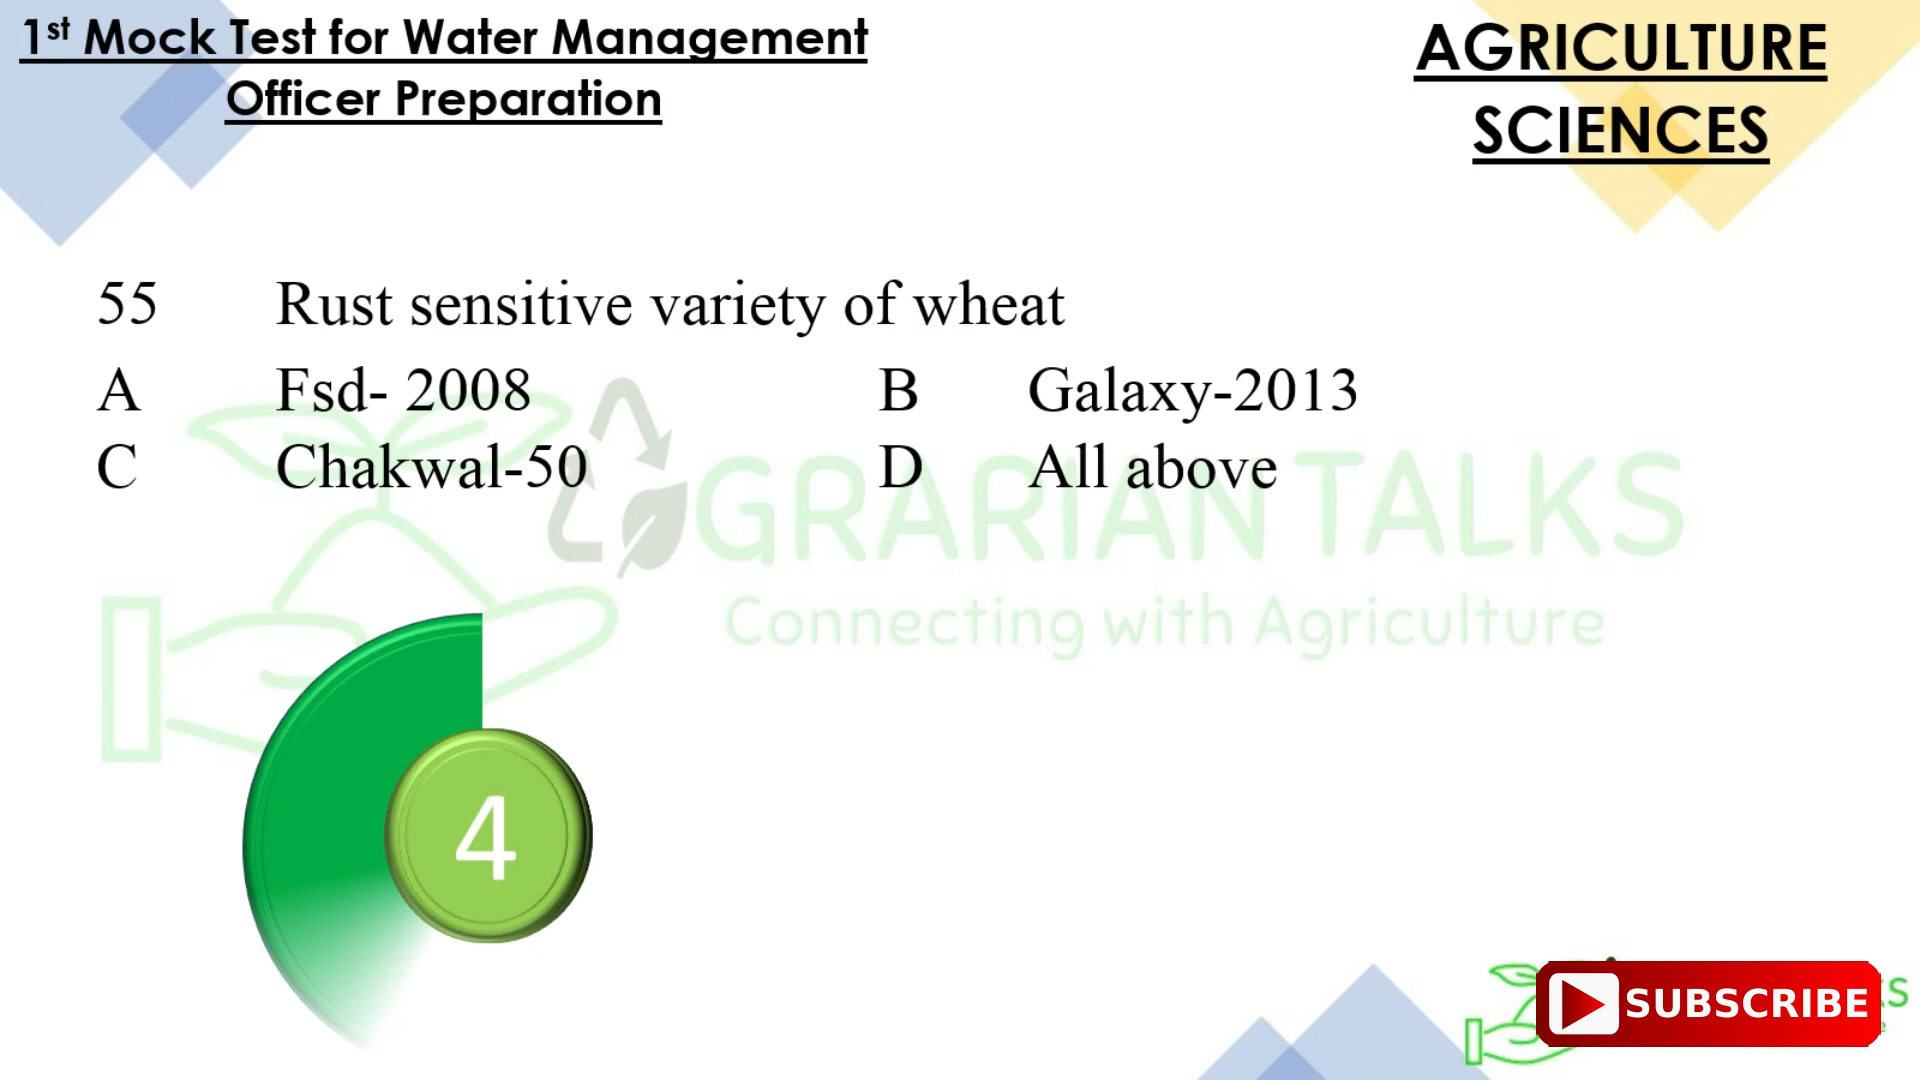 1st Mock Test for Water Management
Officer Preparation
AGRICULTURE
SCIENCES
55 Rust sensitive variety of wheat
A Fsd- 2008 B Galaxy-2013
C Chakwal-50 D All above
GRARIAN TALKS
Connecting with Agriculture
4
SUBSCRIBE